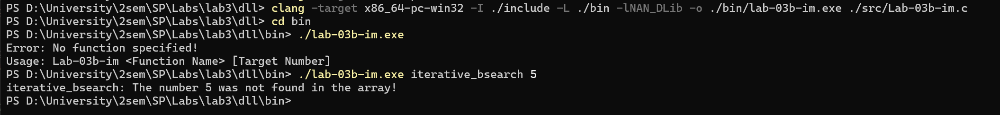 PS D:\University\2sem\SP\Labs\lab3\dll> clang -target x86_64-pc-win32 -I ./include -L ./bin -lNAN_DLib -o ./bin/lab-03b-im.exe ./src/Lab-03b-im.c
PS D:\University\2sem\SP\Labs\lab3\dll> cd bin
PS D:\University\2sem\SP\Labs\lab3\dll\bin> ./lab-03b-im.exe
Error: No function specified!
Usage: Lab-03b-im <Function Name> [Target Number]
PS D:\University\2sem\SP\Labs\lab3\dll\bin> ./lab-03b-im.exe iterative_bsearch 5
iterative_bsearch: The number 5 was not found in the array!
PS D:\University\2sem\SP\Labs\lab3\dll\bin>